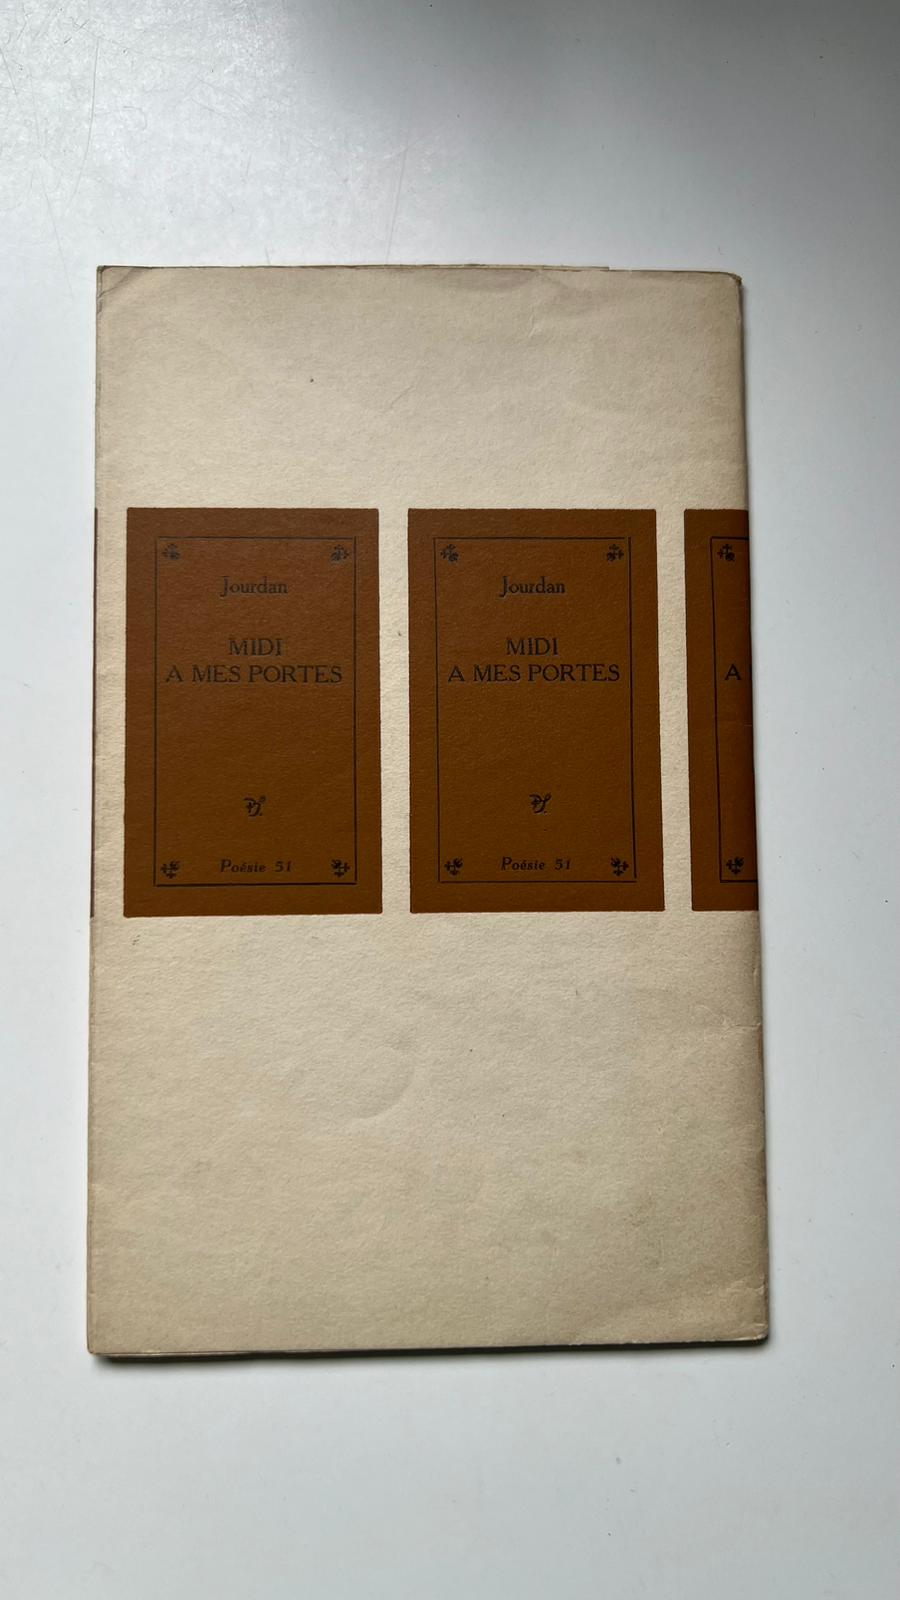 Jourdan
MIDI
A MES PORTES
Poésie 51
Jourdan
MIDI
A MES PORTES
Poésie 51
A